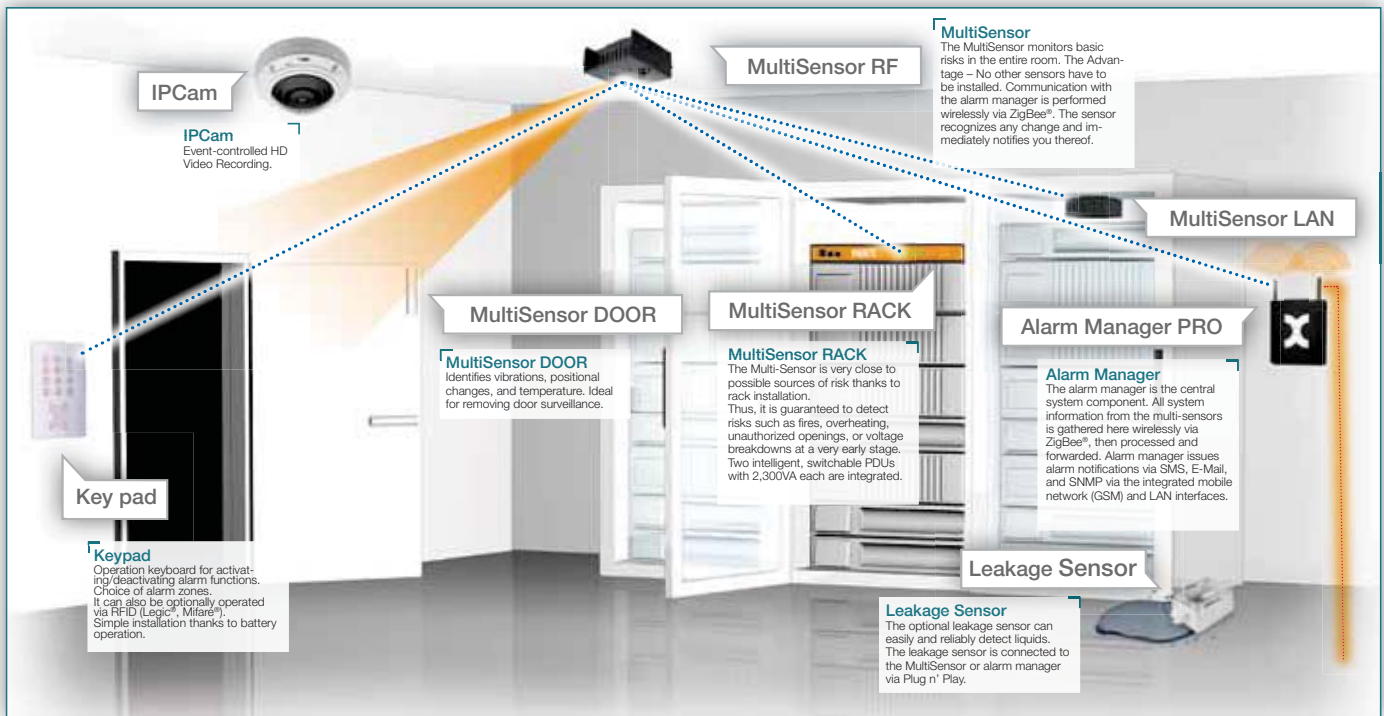 IPCam
IPCam
Event-controlled HD
Video Recording.
MultiSensor RF
MultiSensor
The MultiSensor monitors basic
risks in the entire room. The Advan-
tage – No other sensors have to
be installed. Communication with
the alarm manager is performed
wirelessly via ZigBee®. The sensor
recognizes any change and im-
mediately notifies you thereof.
MultiSensor LAN
MultiSensor DOOR
MultiSensor DOOR
Identifies vibrations, positional
changes, and temperature. Ideal
for removing door surveillance.
MultiSensor RACK
MultiSensor RACK
The Multi-Sensor is very close to
possible sources of risk thanks to
rack installation.
Thus, it is guaranteed to detect
risks such as fires, overheating,
unauthorized openings, or voltage
breakdowns at a very early stage.
Two intelligent, switchable PDUs
with 2,300VA each are integrated.
Alarm Manager PRO
Alarm Manager
The alarm manager is the central
system component. All system
information from the multi-sensors
is gathered here wirelessly via
ZigBee®, then processed and
forwarded. Alarm manager issues
alarm notifications via SMS, E-Mail,
and SNMP via the integrated mobile
network (GSM) and LAN interfaces.
Key pad
Keypad
Operation keyboard for activat-
ing/deactivating alarm functions.
Choice of alarm zones.
It can also be optionally operated
via RFID (Legic®, Mifare®).
Simple installation thanks to battery
operation.
Leakage Sensor
Leakage Sensor
The optional leakage sensor can
easily and reliably detect liquids.
The leakage sensor is connected to
the MultiSensor or alarm manager
via Plug n' Play.